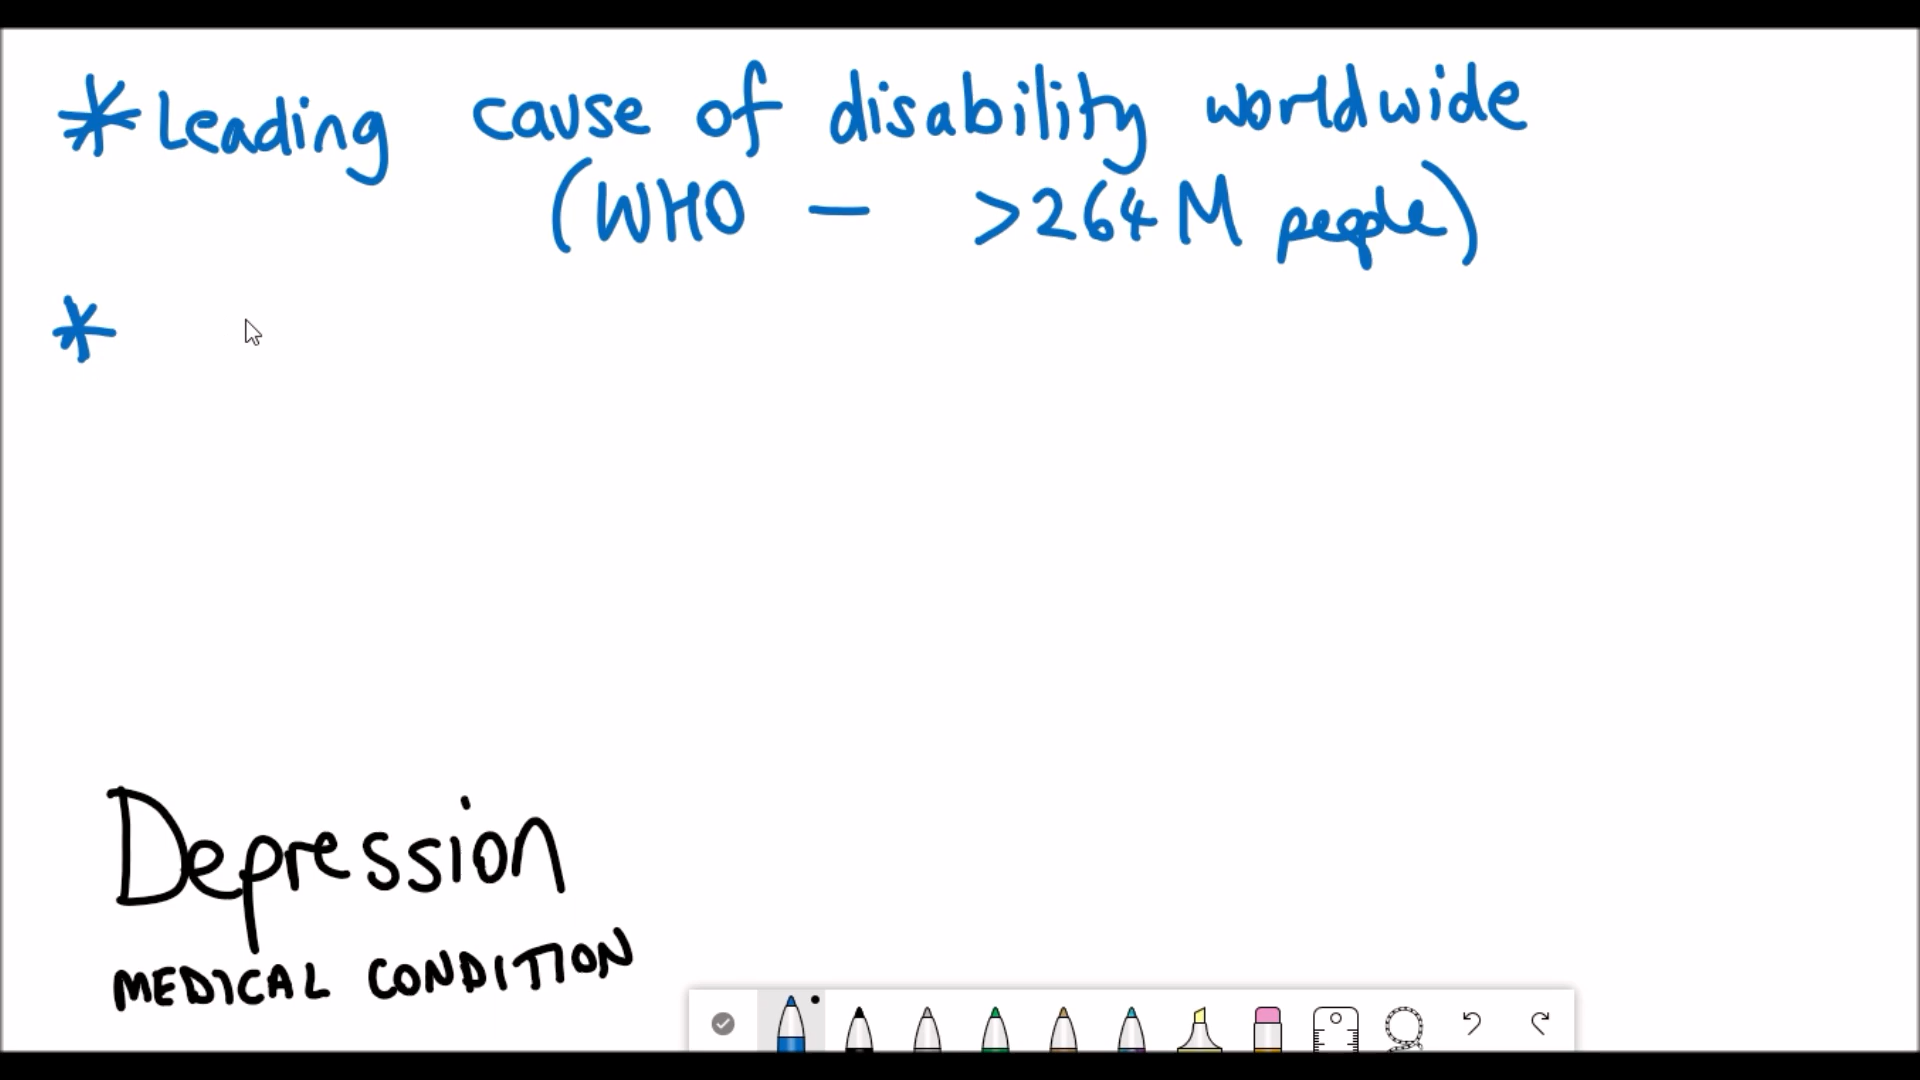 * Leading cause of disability worldwide
(WHO — >264M people)
*
Depression
MEDICAL CONDITION